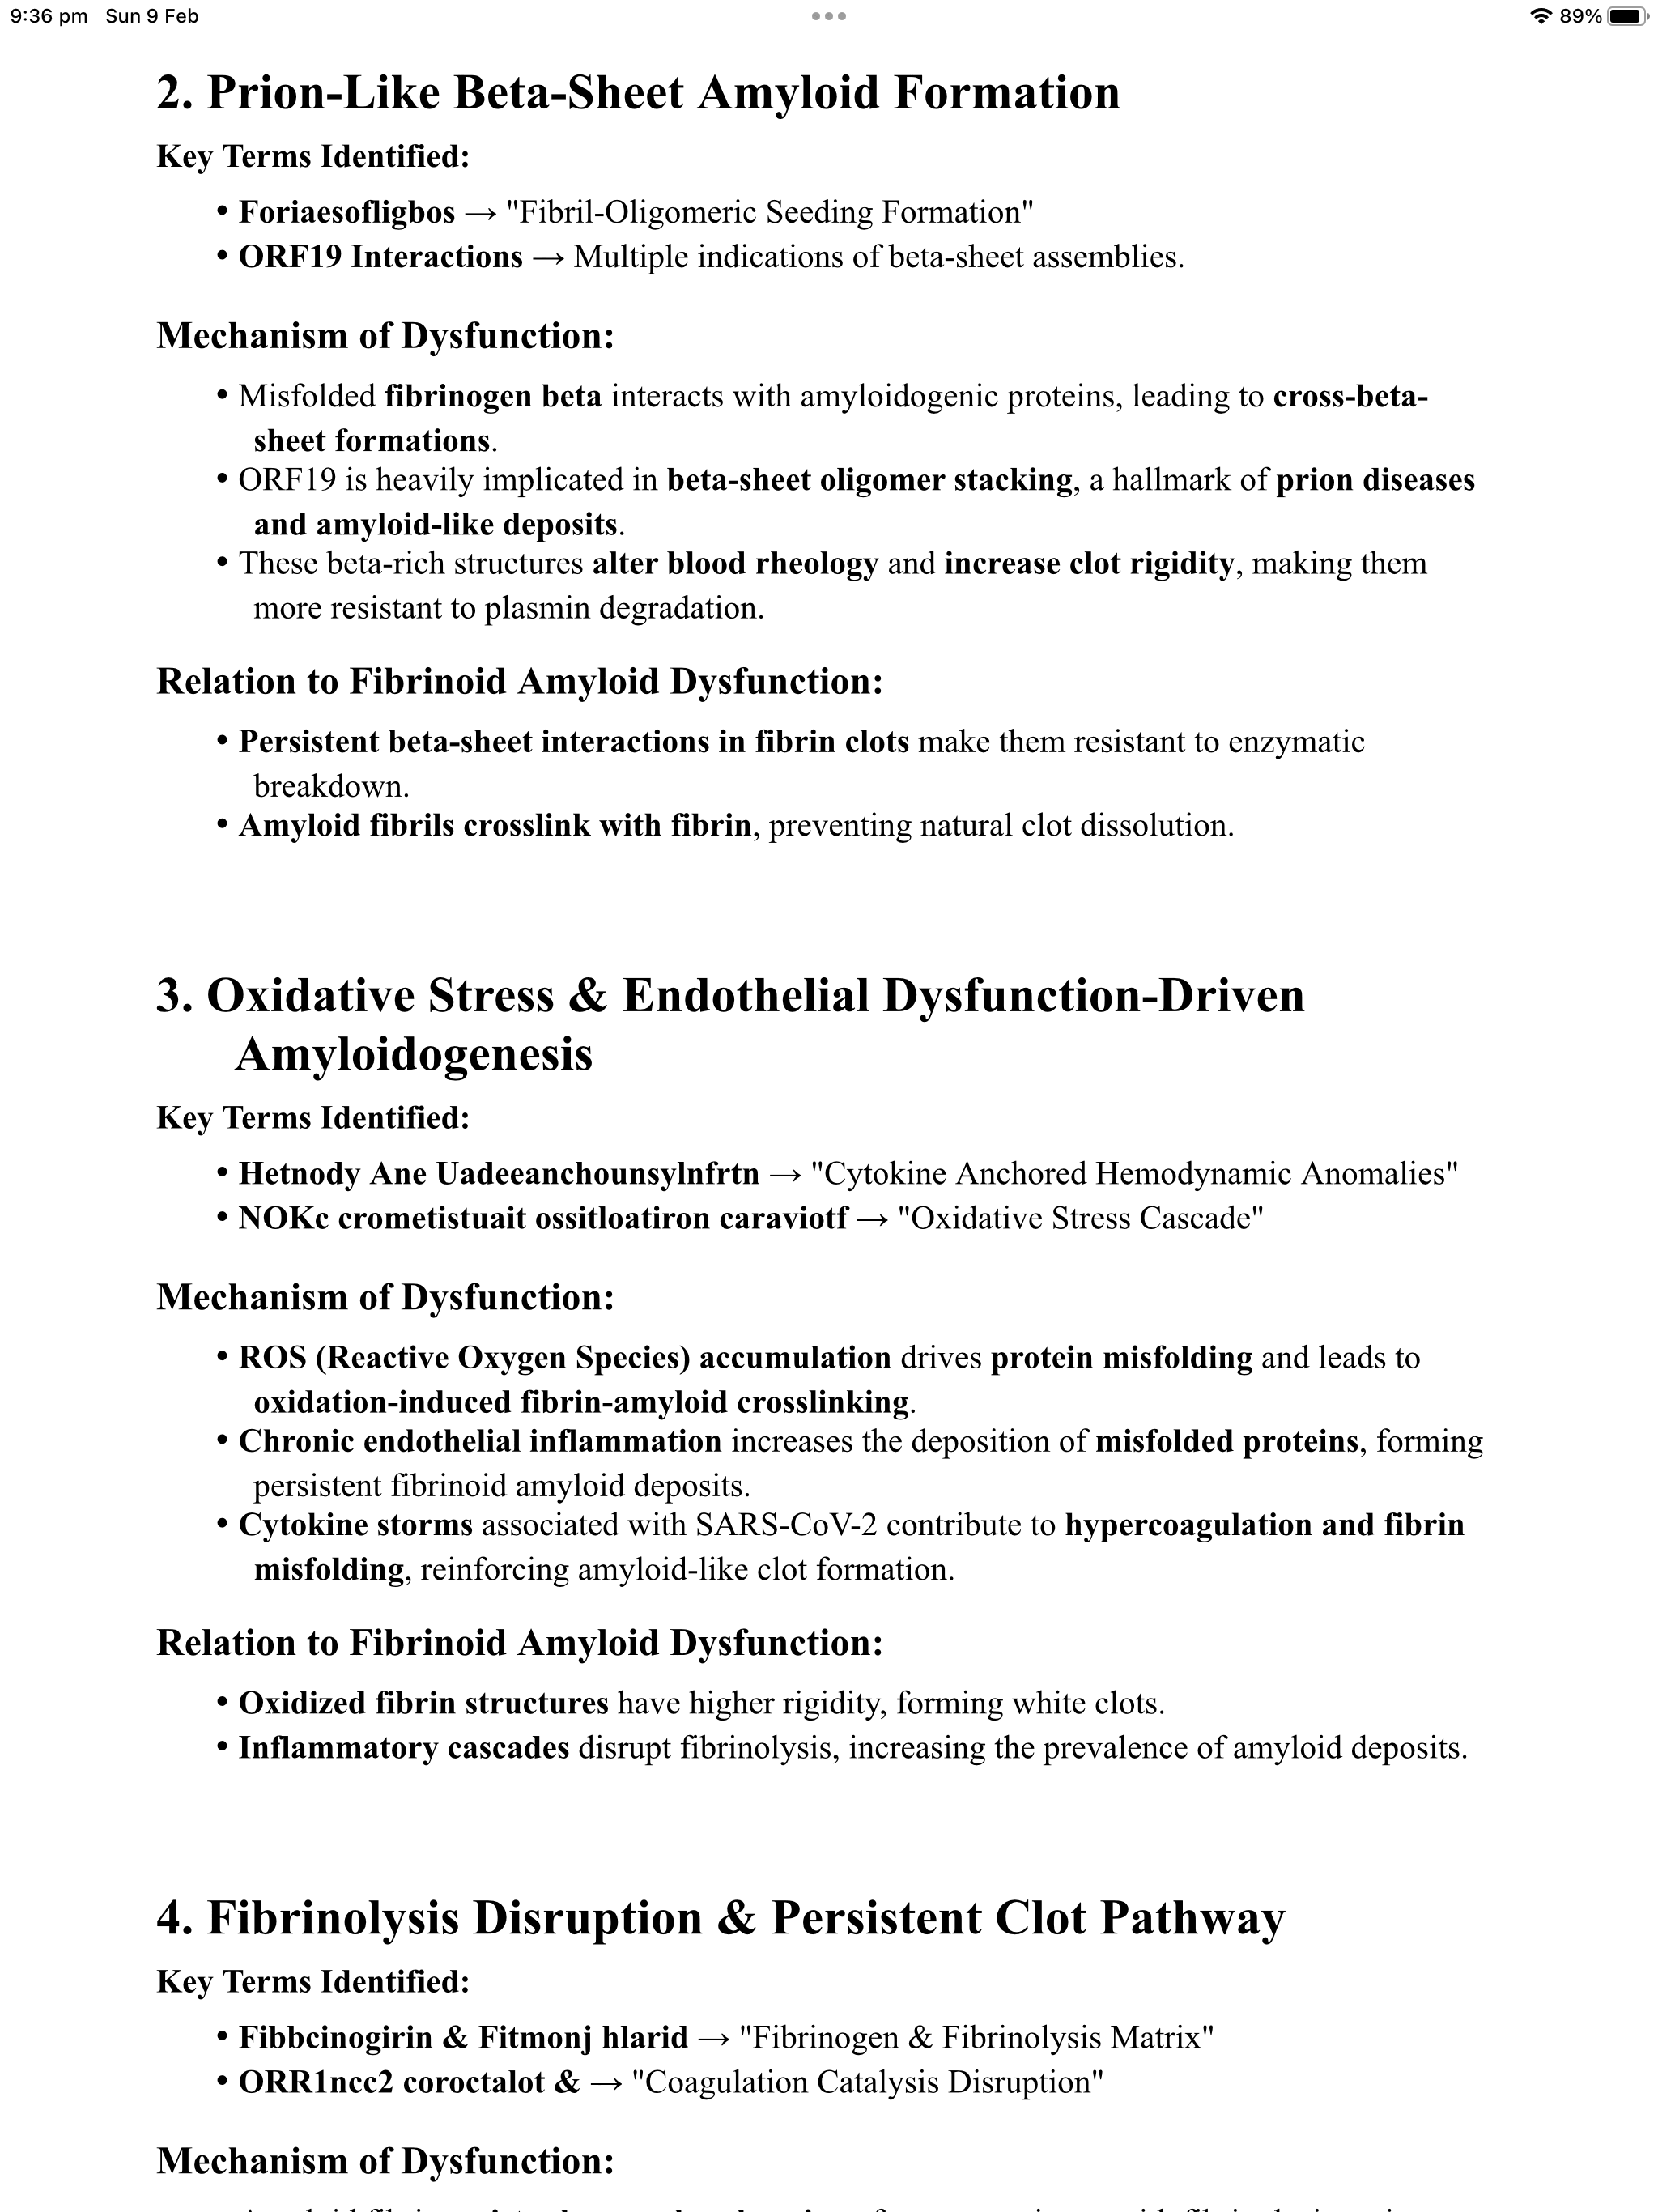 9:36 pm Sun 9 Feb
89%
2. Prion-Like Beta-Sheet Amyloid Formation
Key Terms Identified:
• Foriaesofligbos → "Fibril-Oligomeric Seeding Formation"
• ORF19 Interactions → Multiple indications of beta-sheet assemblies.
Mechanism of Dysfunction:
• Misfolded fibrinogen beta interacts with amyloidogenic proteins, leading to cross-beta-
sheet formations.
• ORF19 is heavily implicated in beta-sheet oligomer stacking, a hallmark of prion diseases
and amyloid-like deposits.
• These beta-rich structures alter blood rheology and increase clot rigidity, making them
more resistant to plasmin degradation.
Relation to Fibrinoid Amyloid Dysfunction:
• Persistent beta-sheet interactions in fibrin clots make them resistant to enzymatic
breakdown.
• Amyloid fibrils crosslink with fibrin, preventing natural clot dissolution.
3. Oxidative Stress & Endothelial Dysfunction-Driven
Amyloidogenesis
Key Terms Identified:
• Hetnody Ane Uadeeanchounsylnfrtn → "Cytokine Anchored Hemodynamic Anomalies"
• NOKc crometistuait ossitloatiron caraviotf → "Oxidative Stress Cascade"
Mechanism of Dysfunction:
• ROS (Reactive Oxygen Species) accumulation drives protein misfolding and leads to
oxidation-induced fibrin-amyloid crosslinking.
• Chronic endothelial inflammation increases the deposition of misfolded proteins, forming
persistent fibrinoid amyloid deposits.
• Cytokine storms associated with SARS-CoV-2 contribute to hypercoagulation and fibrin
misfolding, reinforcing amyloid-like clot formation.
Relation to Fibrinoid Amyloid Dysfunction:
• Oxidized fibrin structures have higher rigidity, forming white clots.
• Inflammatory cascades disrupt fibrinolysis, increasing the prevalence of amyloid deposits.
4. Fibrinolysis Disruption & Persistent Clot Pathway
Key Terms Identified:
• Fibbcinogirin & Fitmonj hlarid → "Fibrinogen & Fibrinolysis Matrix"
• ORR1ncc2 coroctalot & → "Coagulation Catalysis Disruption"
Mechanism of Dysfunction: